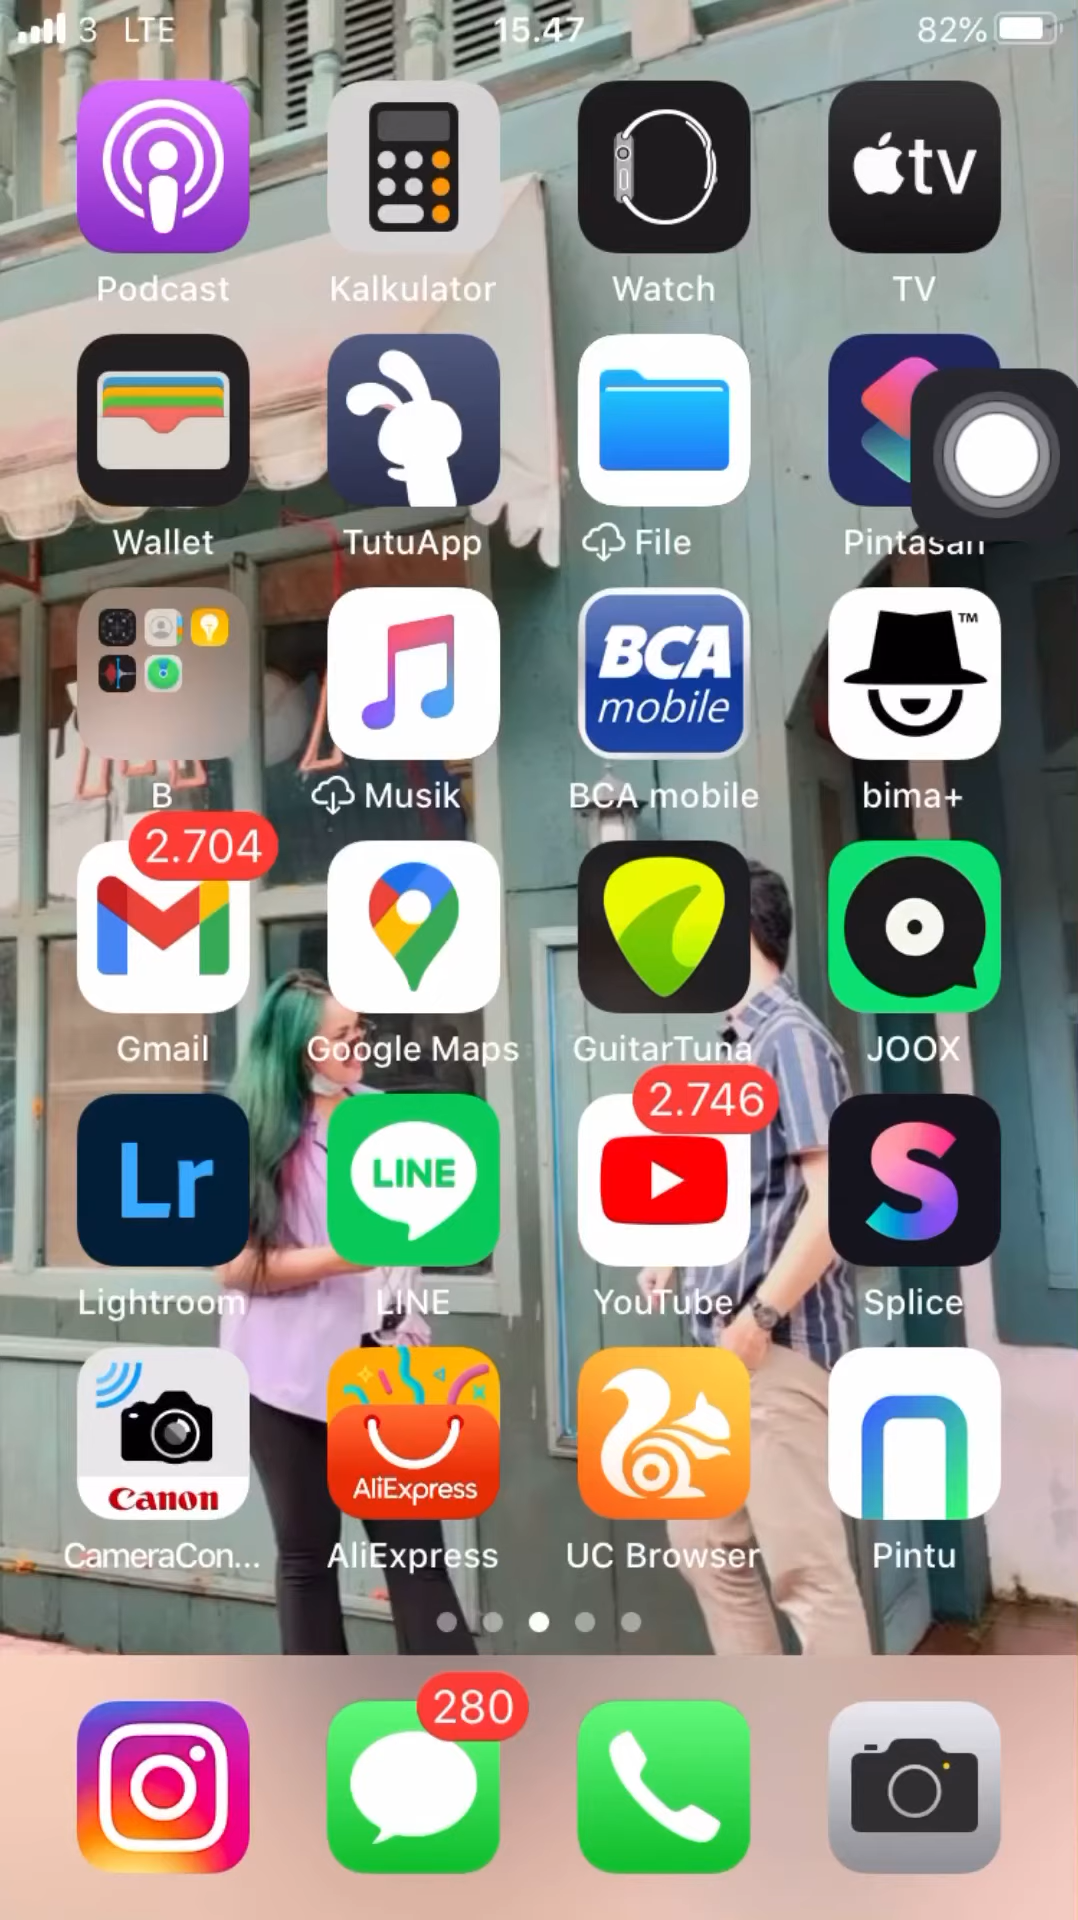 3 LTE 15.47 82%
tv
Podcast Kalkulator Watch TV
Wallet TutuApp File Pintasan
BCA
mobile
TM
B Musik BCA mobile bima+
2.704
Gmail Google Maps GuitarTuna JOOX
2.746
Lr LINE
Lightroom LINE YouTube Splice
Canon AliExpress
CameraCon... AliExpress UC Browser Pintu
280